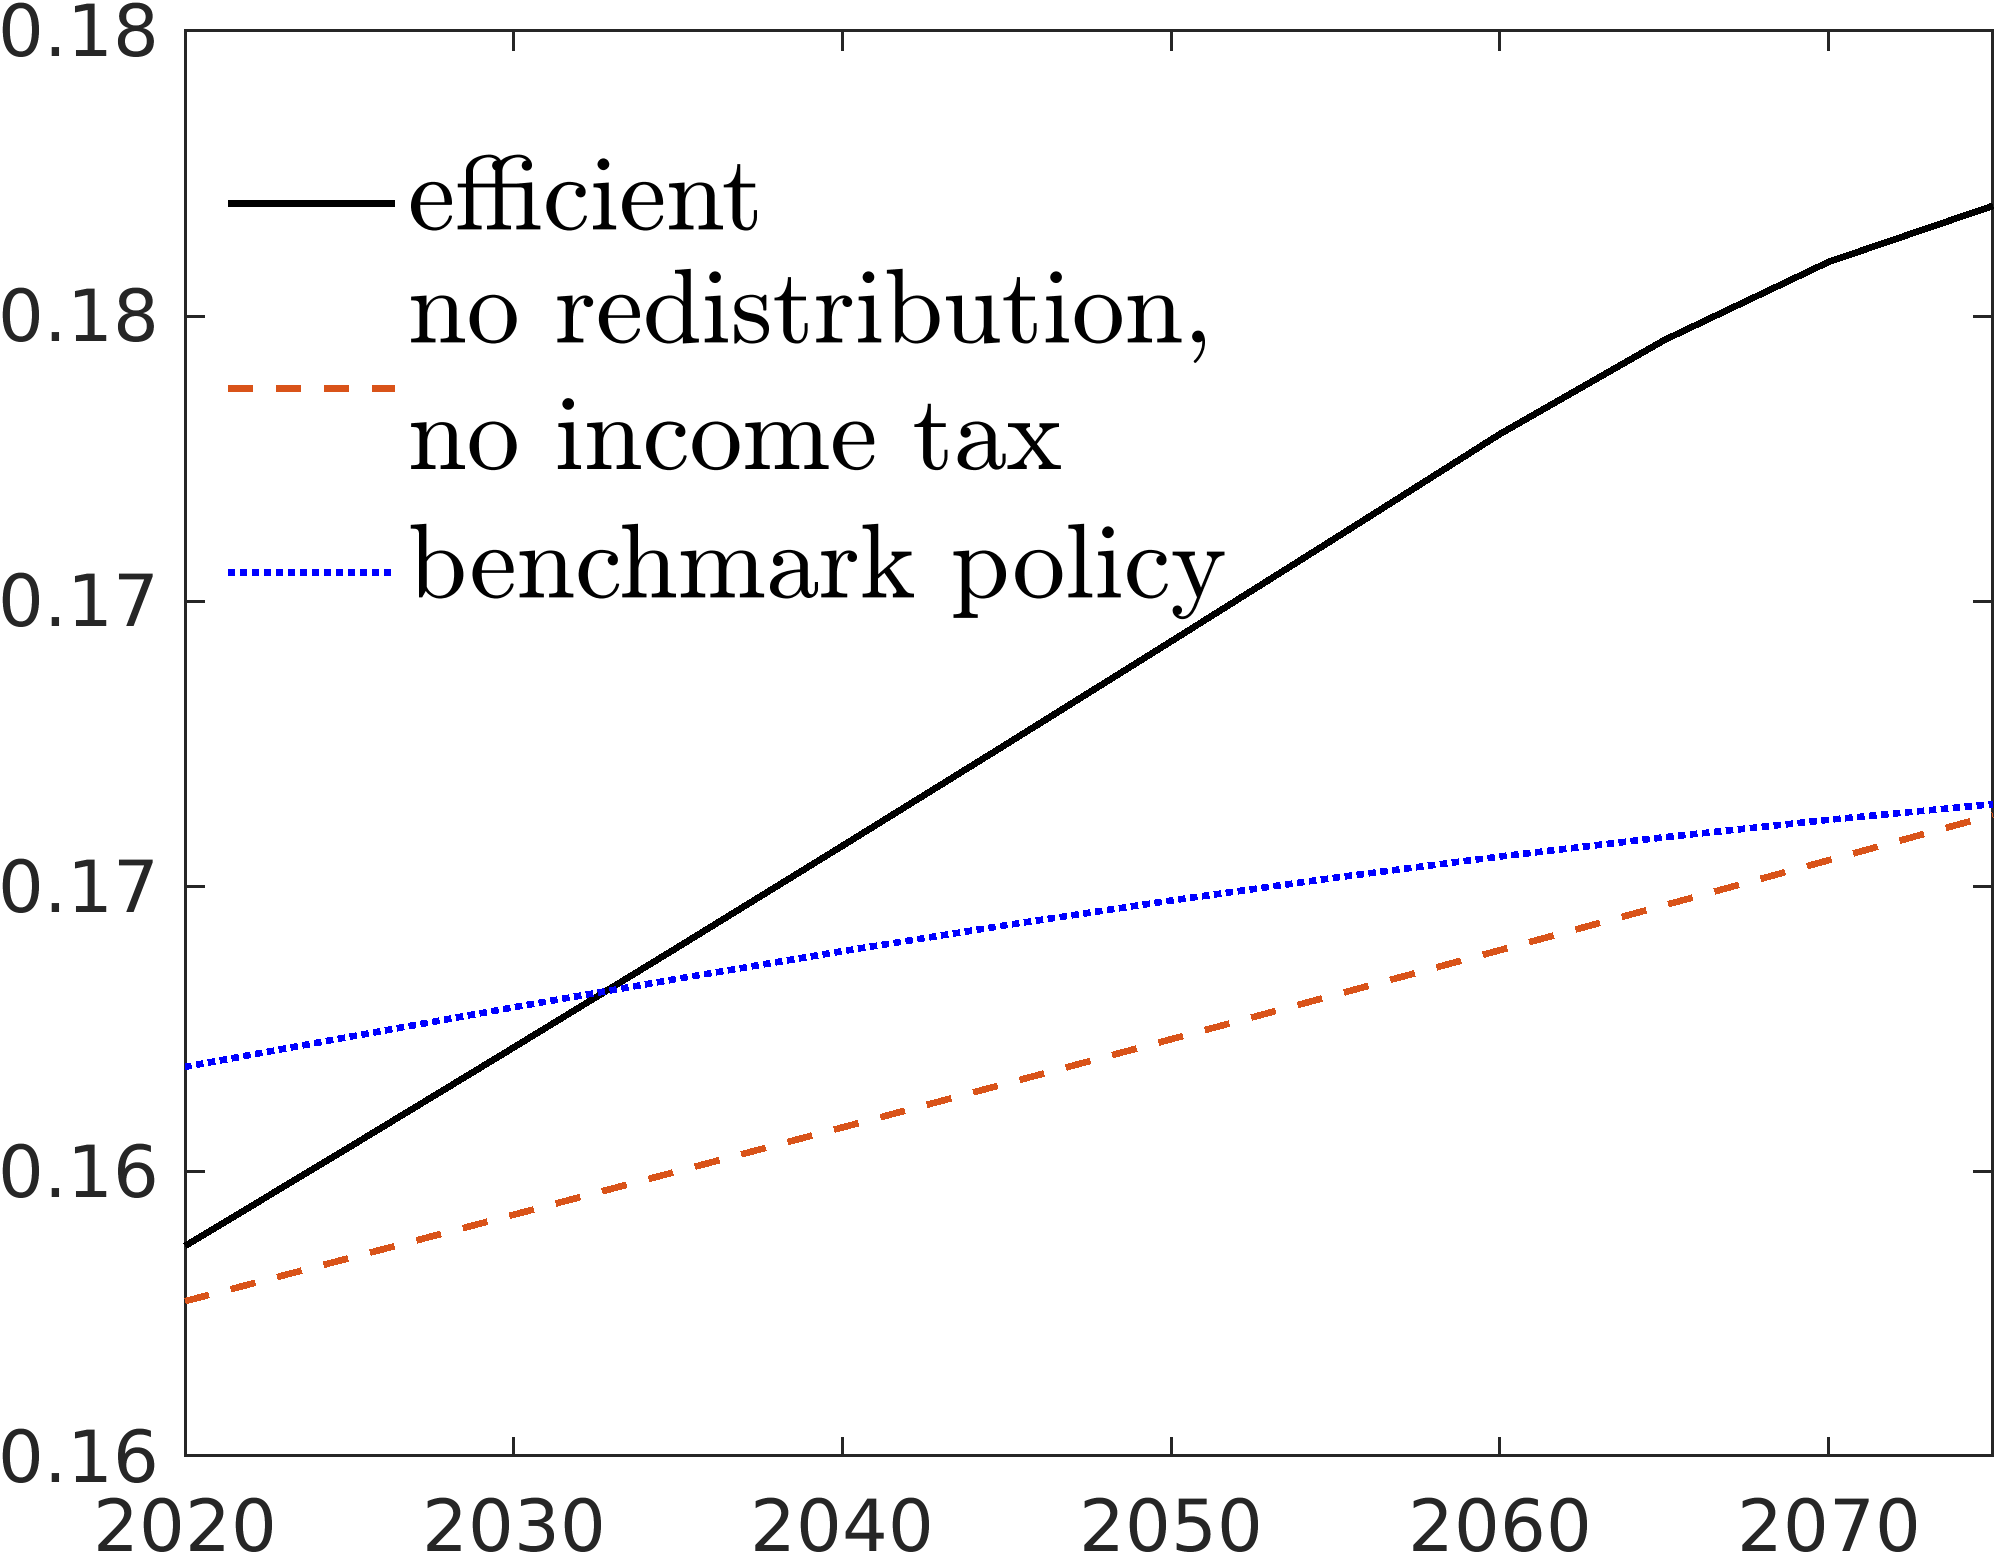 0.18
efficient
no redistribution,
0.18
no income tax
benchmark policy
0.17
0.17
0.16
0.16
2020 2030 2040 2050 2060 2070